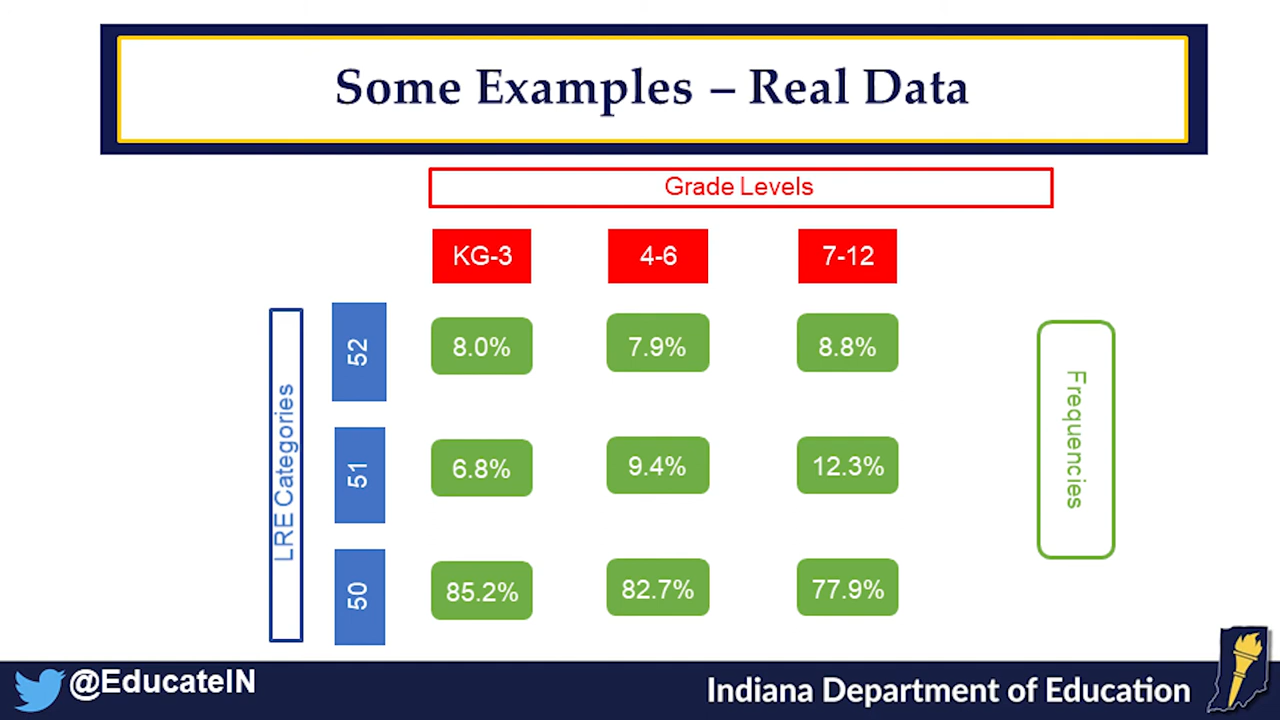 Some Examples – Real Data
Grade Levels
KG-3 4-6 7-12
LRE Categories
52 8.0% 7.9% 8.8%
51 6.8% 9.4% 12.3%
50 85.2% 82.7% 77.9%
Frequencies
@EducateIN
Indiana Department of Education